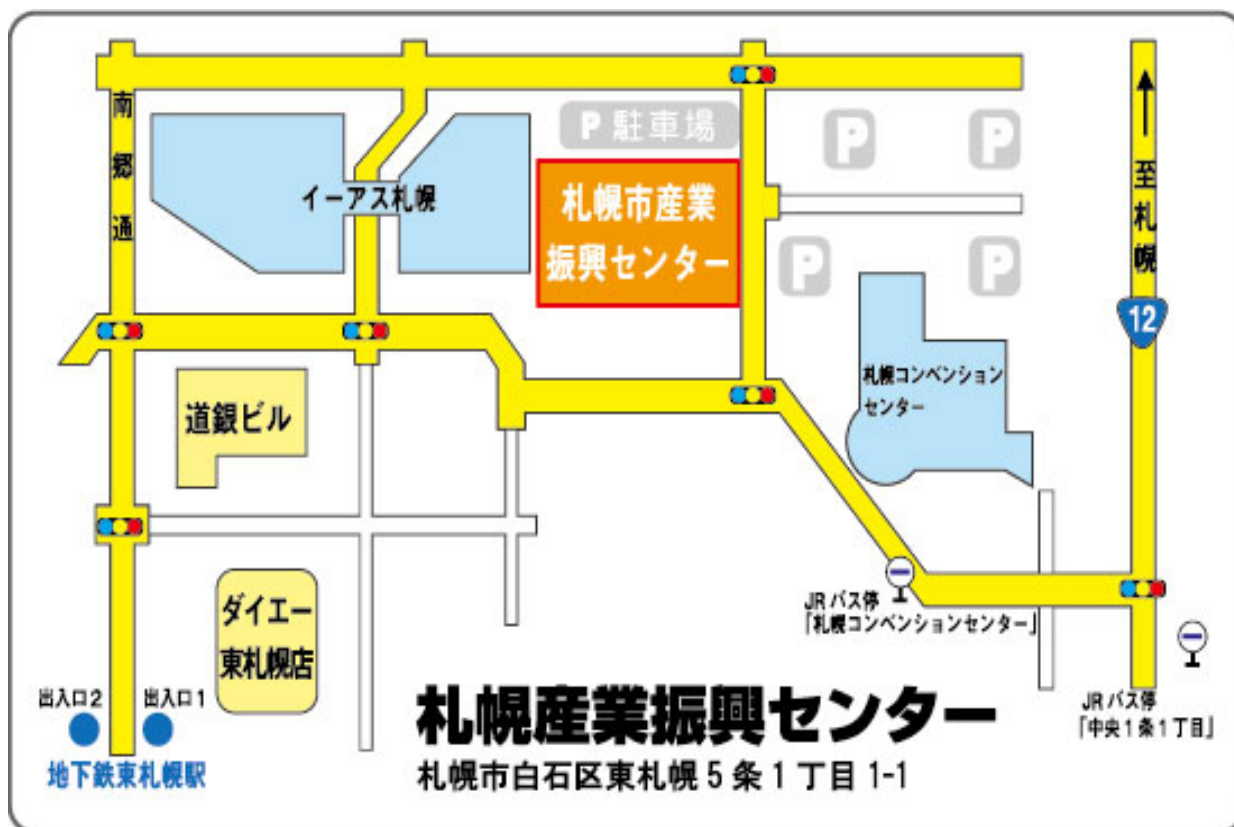 南郷通
P 駐車場
P
P
イーアス札幌
札幌市産業
振興センター
至札幌
P
P
12
札幌コンベンション
センター
道銀ビル
ダイエー
東札幌店
JRバス停
「札幌コンベンションセンター」
出入口2
出入口1
地下鉄東札幌駅
JRバス停
「中央1条1丁目」
札幌産業振興センター
札幌市白石区東札幌5条1丁目1-1